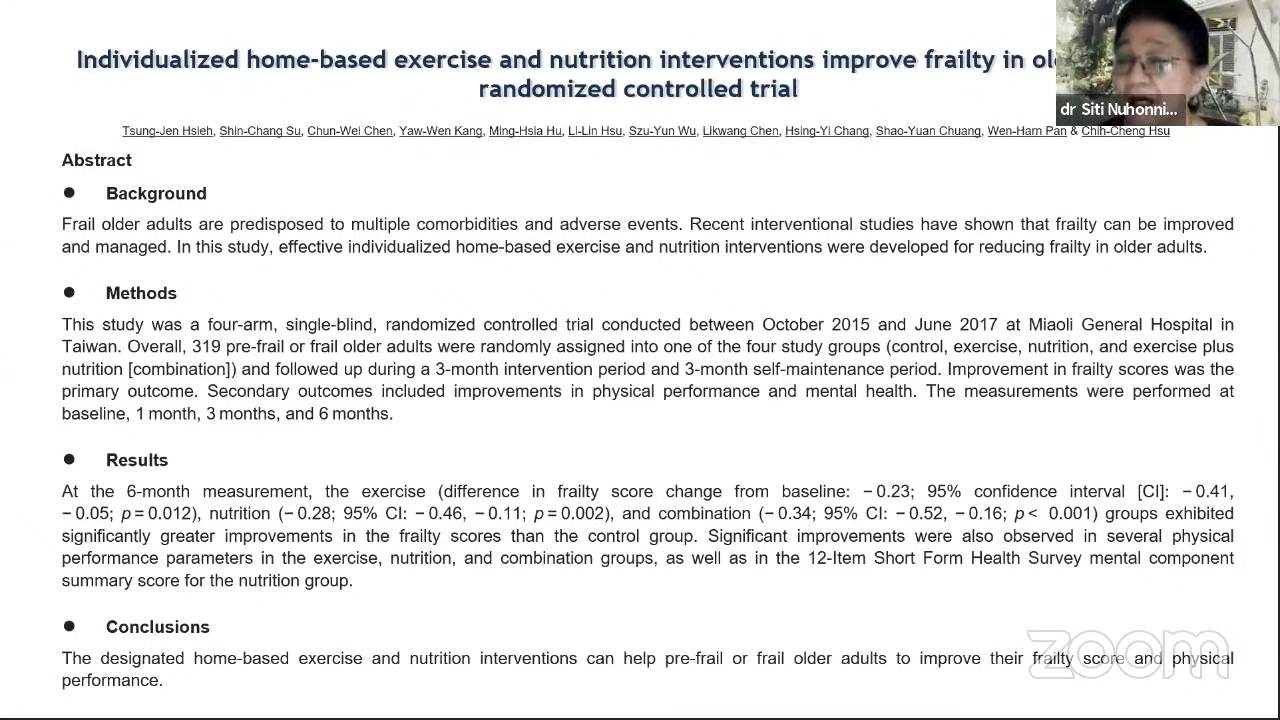 Individualized home-based exercise and nutrition interventions improve frailty in
randomized controlled trial
dr Siti Nuhonni...
Tsung-Jen Hsieh, Shin-Chang Su, Chun-Wei Chen, Yaw-Wen Kang, Ming-Hsia Hu, Li-Lin Hsu, Szu-Yun Wu, Likwang Chen, Hsing-Yi Chang, Shao-Yuan Chuang, Wen-Harn Pan & Chih-Cheng Hsu
Abstract
● Background
Frail older adults are predisposed to multiple comorbidities and adverse events. Recent interventional studies have shown that frailty can be improved
and managed. In this study, effective individualized home-based exercise and nutrition interventions were developed for reducing frailty in older adults.
● Methods
This study was a four-arm, single-blind, randomized controlled trial conducted between October 2015 and June 2017 at Miaoli General Hospital in
Taiwan. Overall, 319 pre-frail or frail older adults were randomly assigned into one of the four study groups (control, exercise, nutrition, and exercise plus
nutrition [combination]) and followed up during a 3-month intervention period and 3-month self-maintenance period. Improvement in frailty scores was the
primary outcome. Secondary outcomes included improvements in physical performance and mental health. The measurements were performed at
baseline, 1 month, 3 months, and 6 months.
● Results
At the 6-month measurement, the exercise (difference in frailty score change from baseline: − 0.23; 95% confidence interval [CI]: − 0.41,
− 0.05; p = 0.012), nutrition (− 0.28; 95% CI: − 0.46, − 0.11; p = 0.002), and combination (− 0.34; 95% CI: − 0.52, − 0.16; p < 0.001) groups exhibited
significantly greater improvements in the frailty scores than the control group. Significant improvements were also observed in several physical
performance parameters in the exercise, nutrition, and combination groups, as well as in the 12-Item Short Form Health Survey mental component
summary score for the nutrition group.
● Conclusions
The designated home-based exercise and nutrition interventions can help pre-frail or frail older adults to improve their frailty score and physical
performance.
zoom